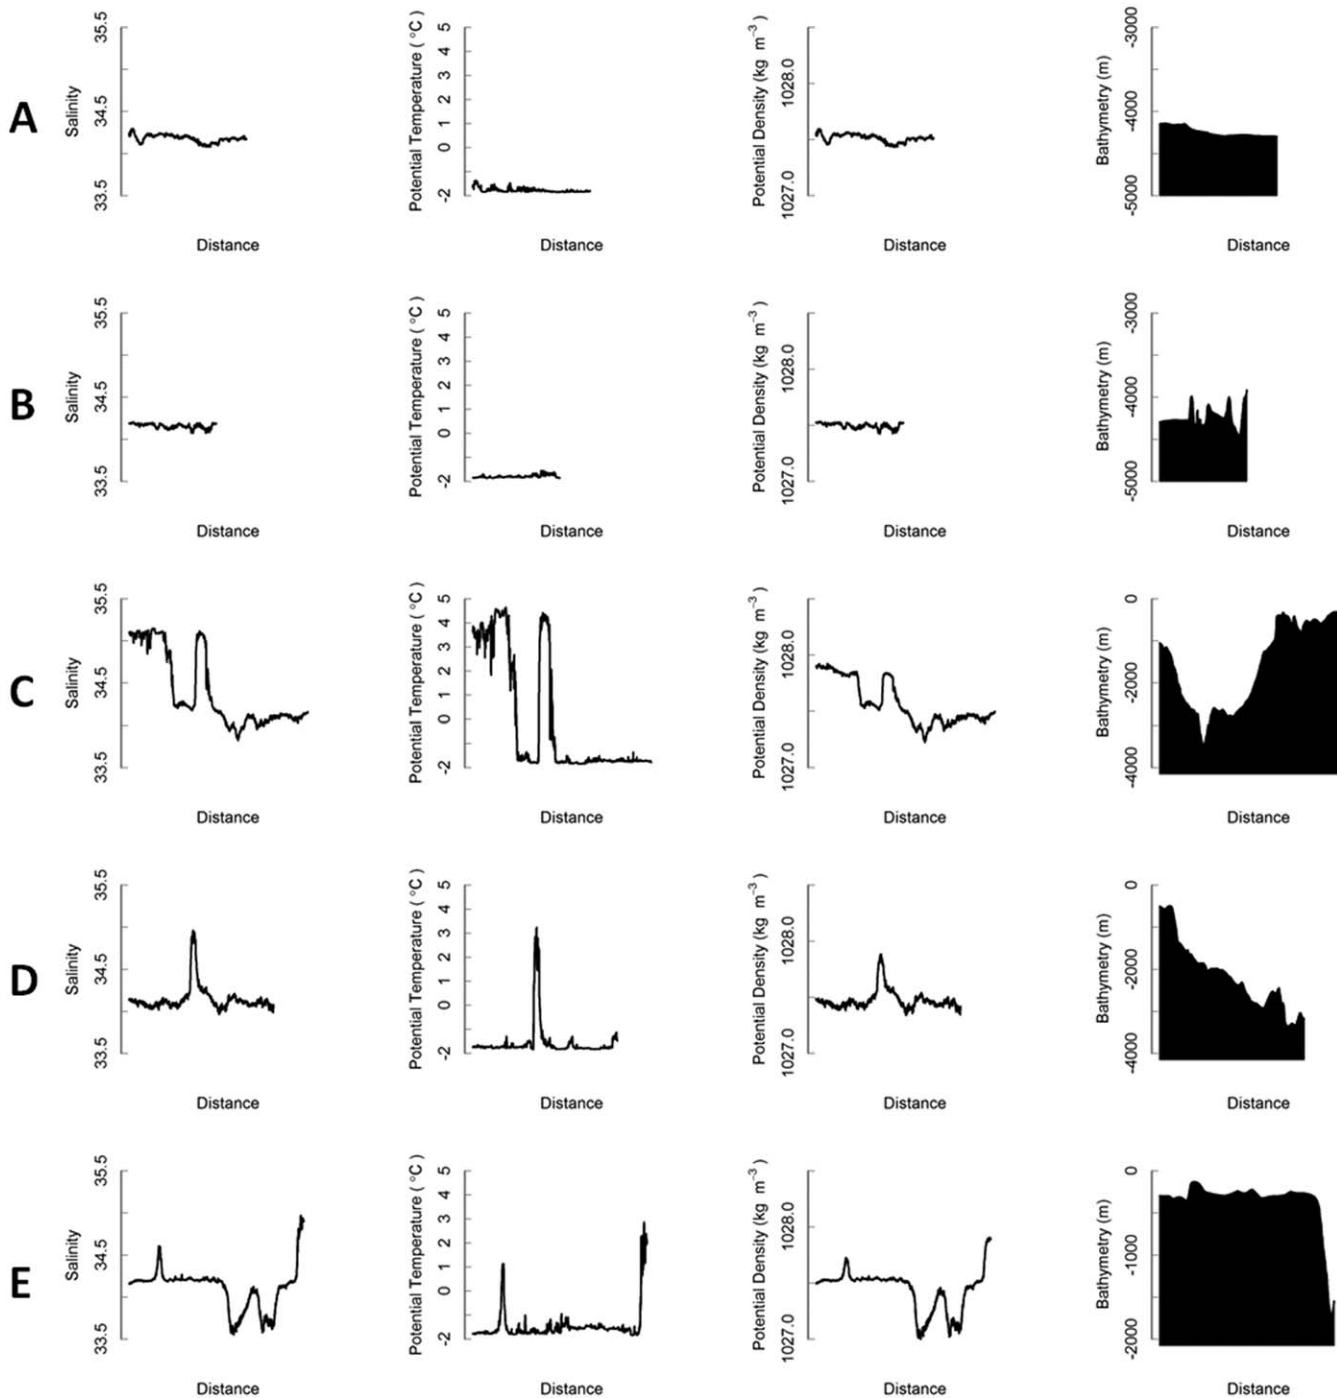 A
Salinity
33.5 34.5 35.5
Distance
Potential Temperature ( °C )
-2 0 1 2 3 4 5
Distance
Potential Density (kg m⁻³ )
1027.0 1028.0
Distance
Bathymetry (m)
-5000 -4000 -3000
Distance
B
Salinity
33.5 34.5 35.5
Distance
Potential Temperature ( °C )
-2 0 1 2 3 4 5
Distance
Potential Density (kg m⁻³ )
1027.0 1028.0
Distance
Bathymetry (m)
-5000 -4000 -3000
Distance
C
Salinity
33.5 34.5 35.5
Distance
Potential Temperature ( °C )
-2 0 1 2 3 4 5
Distance
Potential Density (kg m⁻³ )
1027.0 1028.0
Distance
Bathymetry (m)
-4000 -2000 0
Distance
D
Salinity
33.5 34.5 35.5
Distance
Potential Temperature ( °C )
-2 0 1 2 3 4 5
Distance
Potential Density (kg m⁻³ )
1027.0 1028.0
Distance
Bathymetry (m)
-4000 -2000 0
Distance
E
Salinity
33.5 34.5 35.5
Distance
Potential Temperature ( °C )
-2 0 1 2 3 4 5
Distance
Potential Density (kg m⁻³ )
1027.0 1028.0
Distance
Bathymetry (m)
-2000 -1000 0
Distance